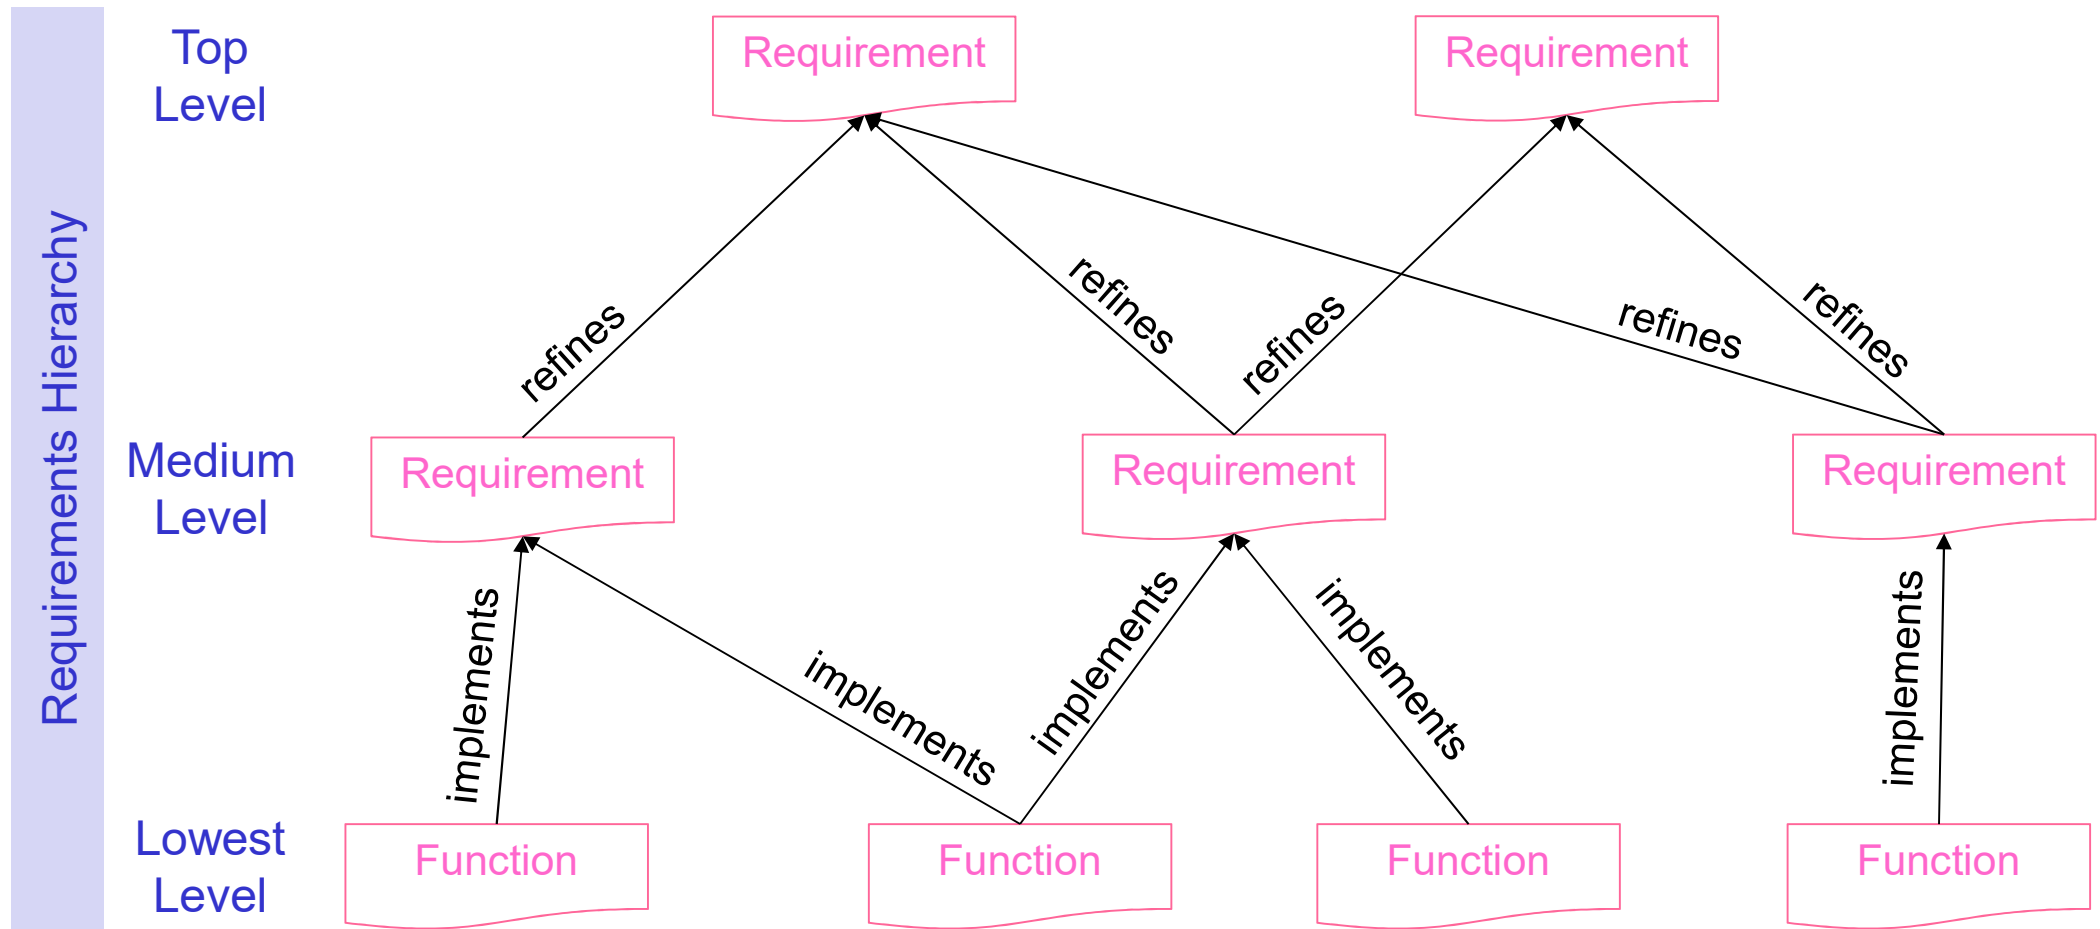 Requirements Hierarchy
Top
Level
Requirement
Requirement
refines
refines
refines
refines
refines
Medium
Level
Requirement
Requirement
Requirement
implements
implements
implements
implements
implements
Lowest
Level
Function
Function
Function
Function